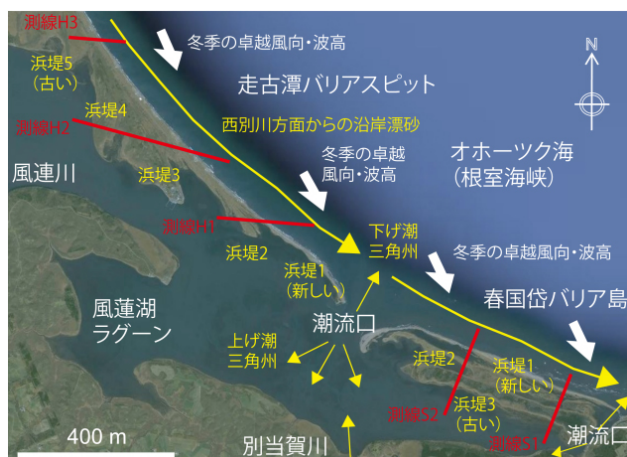 測線H3
冬季の卓越風向・波高
N
浜堤5
（古い）
走古潭バリアスピット
浜堤4
測線H2
西別川方面からの沿岸漂砂
オホーツク海
（根室海峡）
冬季の卓越
風向・波高
風連川
浜堤3
測線H1
下げ潮
三角州
冬季の卓越風向・波高
浜堤2
浜堤1
（新しい）
春国岱バリア島
風蓮湖
ラグーン
潮流口
上げ潮
三角州
浜堤2
浜堤1
（新しい）
浜堤3
（古い）
測線S2
測線S1
潮流口
400 m
別当賀川